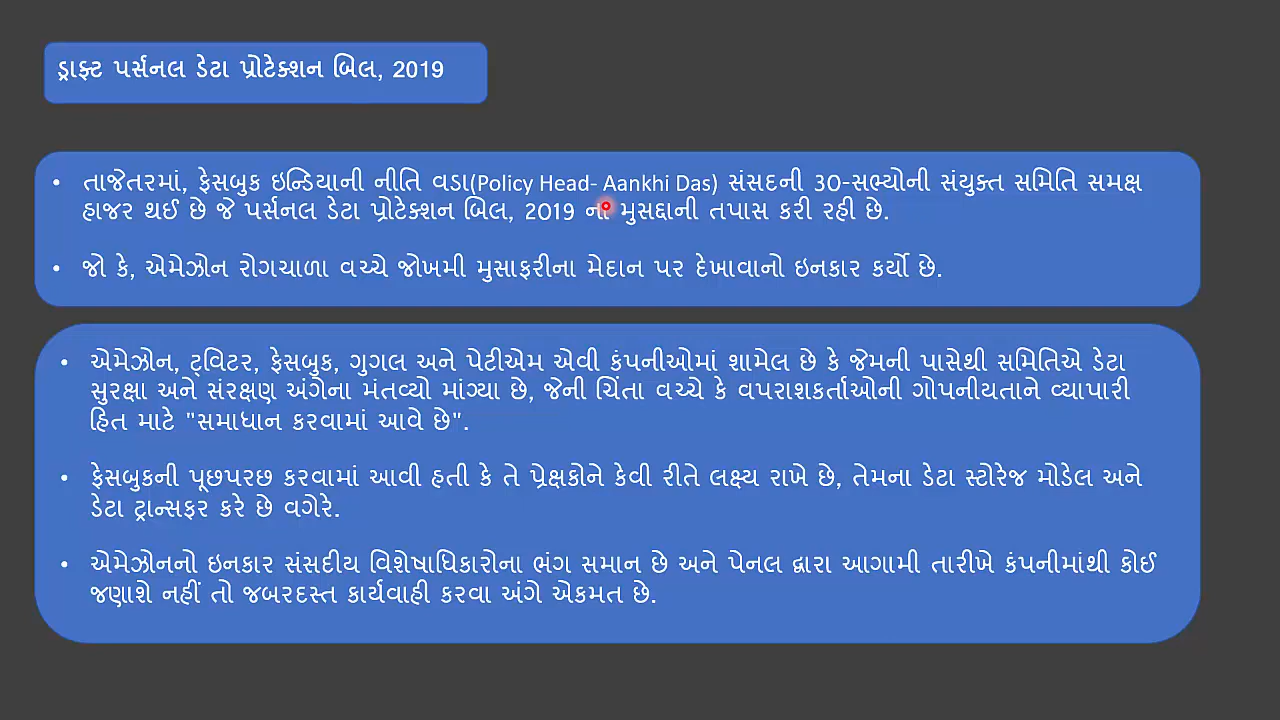 ડ્રાફ્ટ પર્સનલ ડેટા પ્રોટેક્શન બિલ, 2019
• તાજેતરમાં, ફેસબુક ઇન્ડિયાની નીતિ વડા(Policy Head- Aankhi Das) સંસદની 30-સભ્યોની સંયુક્ત સમિતિ સમક્ષ
હાજર થઈ છે જે પર્સનલ ડેટા પ્રોટેક્શન બિલ, 2019 ના મુસદ્દાની તપાસ કરી રહી છે.
• જો કે, એમેઝોન રોગચાળા વચ્ચે જોખમી મુસાફરીના મેદાન પર દેખાવાનો ઇનકાર કર્યો છે.
• એમેઝોન, ટ્વિટર, ફેસબુક, ગુગલ અને પેટીએમ એવી કંપનીઓમાં શામેલ છે કે જેમની પાસેથી સમિતિએ ડેટા
સુરક્ષા અને સંરક્ષણ અંગેના મંતવ્યો માંગ્યા છે, જેની ચિંતા વચ્ચે કે વપરાશકર્તાઓની ગોપનીયતાને વ્યાપારી
હિત માટે "સમાધાન કરવામાં આવે છે".
• ફેસબુકની પૂછપરછ કરવામાં આવી હતી કે તે પ્રેક્ષકોને કેવી રીતે લક્ષ્ય રાખે છે, તેમના ડેટા સ્ટોરેજ મોડેલ અને
ડેટા ટ્રાન્સફર કરે છે વગેરે.
• એમેઝોનનો ઇનકાર સંસદીય વિશેષાધિકારોના ભંગ સમાન છે અને પેનલ દ્વારા આગામી તારીખે કંપનીમાંથી કોઈ
જણાશે નહીં તો જબરદસ્ત કાર્યવાહી કરવા અંગે એકમત છે.